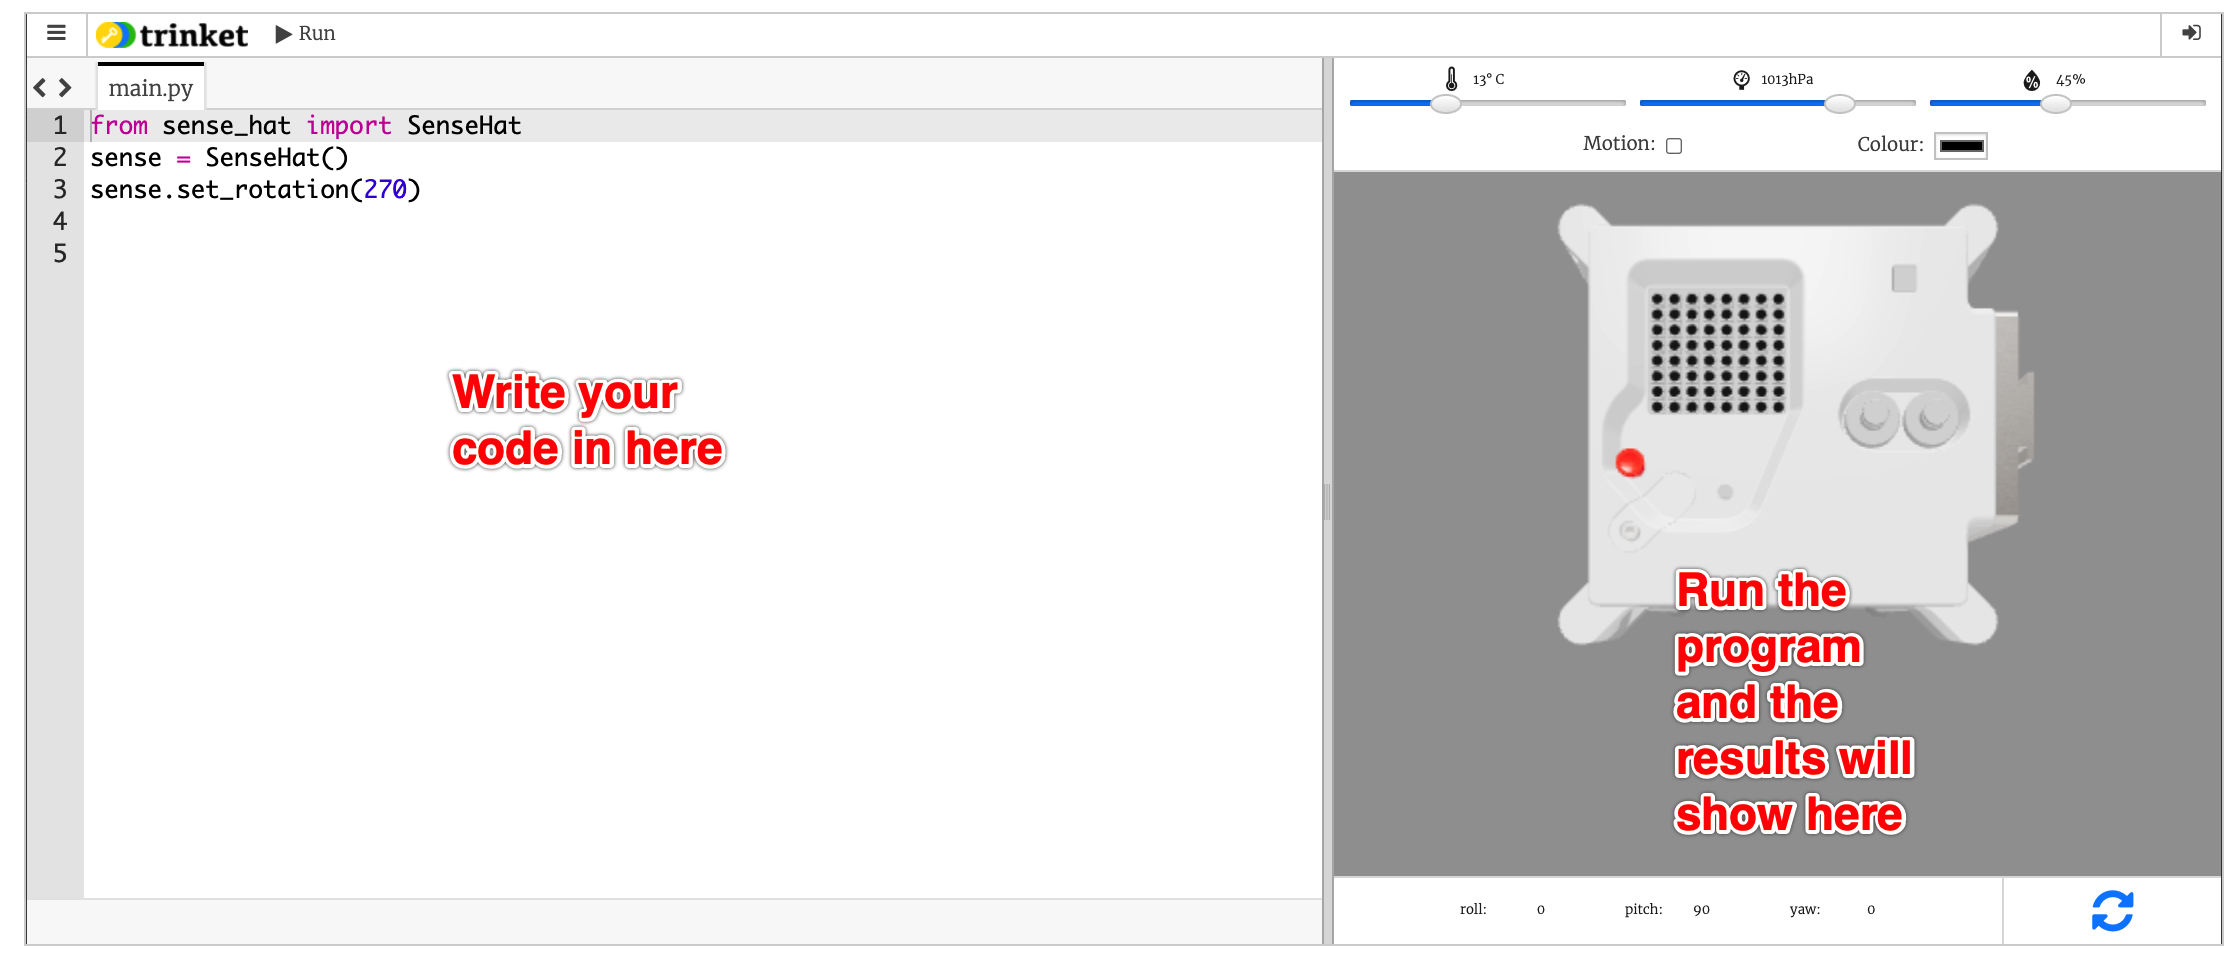 trinket Run
main.py
1 from sense_hat import SenseHat
2 sense = SenseHat()
3 sense.set_rotation(270)
4
5
Write your
code in here
13° C 1013hPa % 45%
Motion: Colour:
Run the
program
and the
results will
show here
roll: 0 pitch: 90 yaw: 0